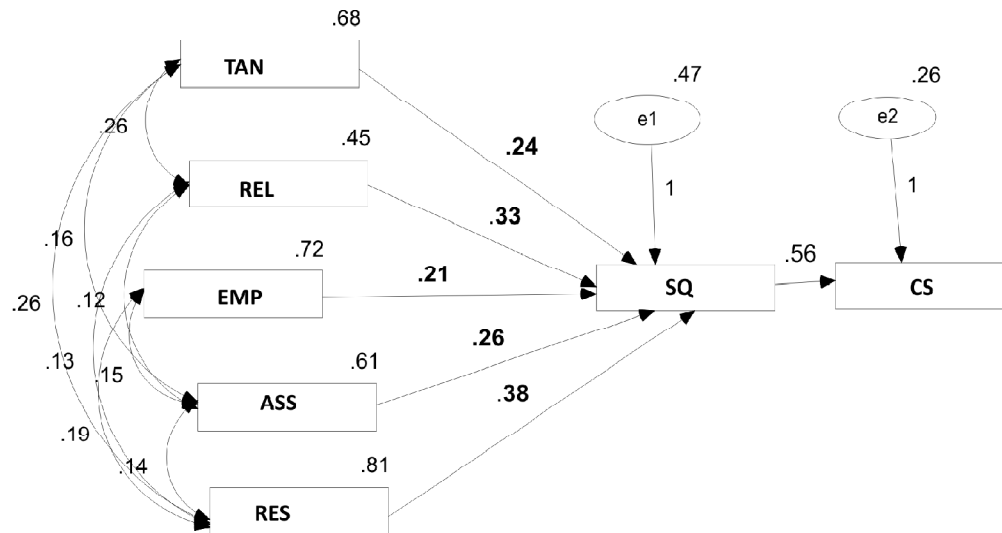 .68
TAN
.47
.26
e1
e2
.26
.45
.24
REL
1
1
.33
.16
.72
.56
EMP
.21
SQ
CS
.26
.12
.26
.13
.15
.61
ASS
.38
.19
.14
.81
RES